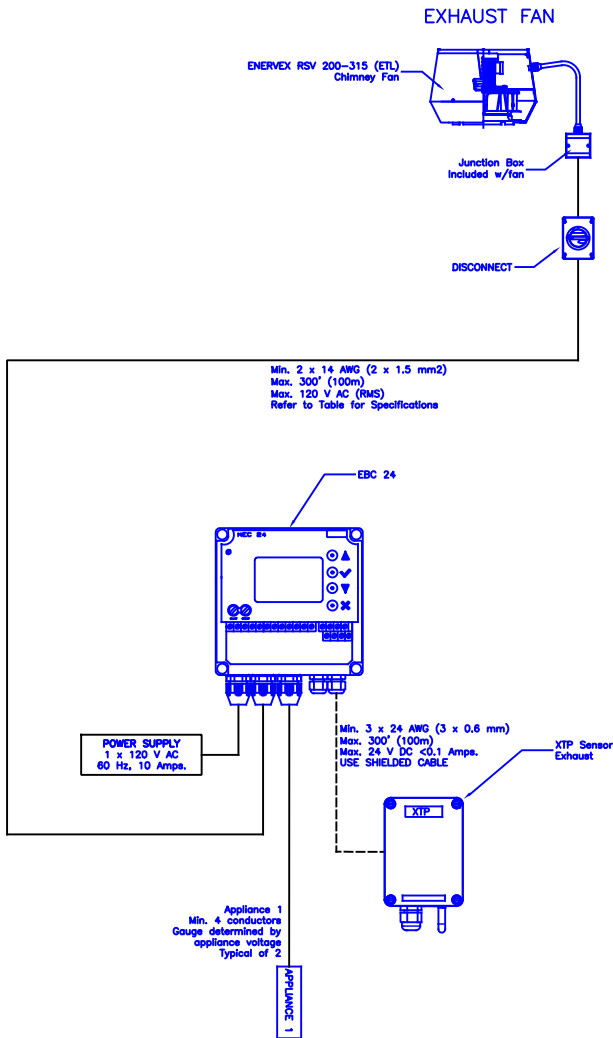 EXHAUST FAN
ENERVEX RSV 200-315 (ETL)
Chimney Fan
Junction Box
Included w/fan
DISCONNECT
Min. 2 x 14 AWG (2 x 1.5 mm2)
Max. 300' (100m)
Max. 120 V AC (RMS)
Refer to Table for Specifications
EBC 24
MEC 24
POWER SUPPLY
1 x 120 V AC
60 Hz, 10 Amps.
Min. 3 x 24 AWG (3 x 0.6 mm)
Max. 300' (100m)
Max. 24 V DC <0.1 Amps.
USE SHIELDED CABLE
XTP Sensor
Exhaust
XTP
Appliance 1
Min. 4 conductors
Gauge determined by
appliance voltage
Typical of 2
APPLIANCE 1